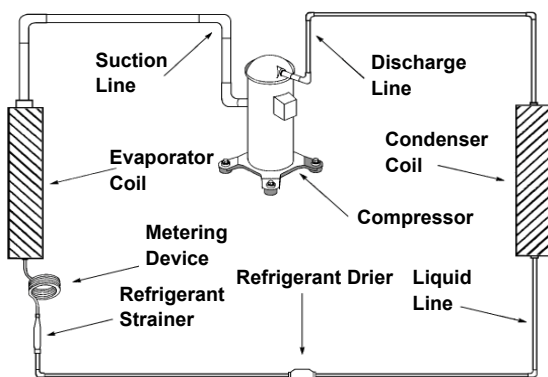 Suction
Line
Discharge
Line
Evaporator
Coil
Condenser
Coil
Compressor
Metering
Device
Refrigerant
Strainer
Refrigerant Drier
Liquid
Line